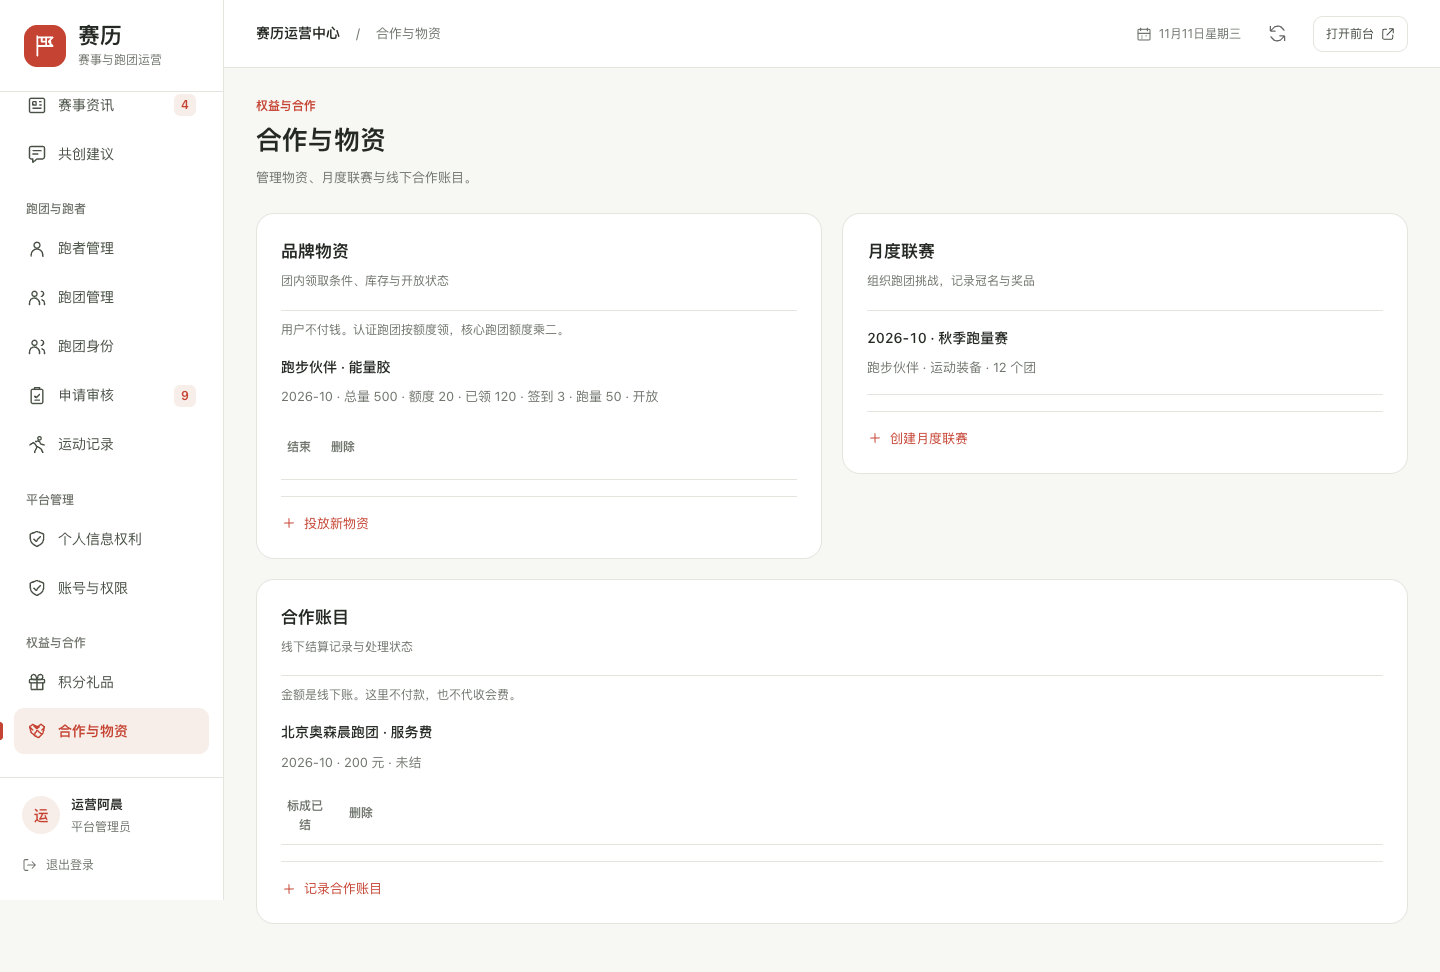 赛历
赛事与跑团运营
赛事资讯
4
共创建议
跑团与跑者
跑者管理
跑团管理
跑团身份
申请审核
9
运动记录
平台管理
个人信息权利
账号与权限
权益与合作
积分礼品
合作与物资
运
运营阿晨
平台管理员
退出登录
赛历运营中心 / 合作与物资
11月11日星期三
打开前台
权益与合作
合作与物资
管理物资、月度联赛与线下合作账目。
品牌物资
团内领取条件、库存与开放状态
用户不付钱。认证跑团按额度领，核心跑团额度乘二。
跑步伙伴 · 能量胶
2026-10 · 总量 500 · 额度 20 · 已领 120 · 签到 3 · 跑量 50 · 开放
结束 删除
投放新物资
月度联赛
组织跑团挑战，记录冠名与奖品
2026-10 · 秋季跑量赛
跑步伙伴 · 运动装备 · 12 个团
创建月度联赛
合作账目
线下结算记录与处理状态
金额是线下账。这里不付款，也不代收会费。
北京奥森晨跑团 · 服务费
2026-10 · 200 元 · 未结
标成已
结
删除
记录合作账目